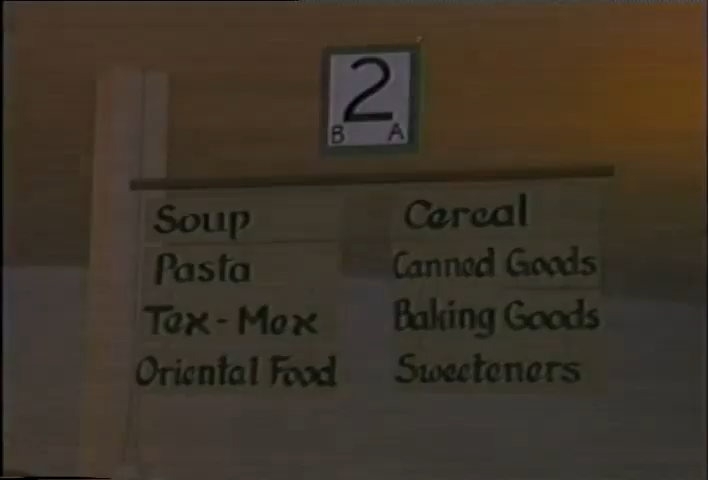 2
B A
Soup Cereal
Pasta Canned Goods
Tex-Mex Baking Goods
Oriental Food Sweeteners